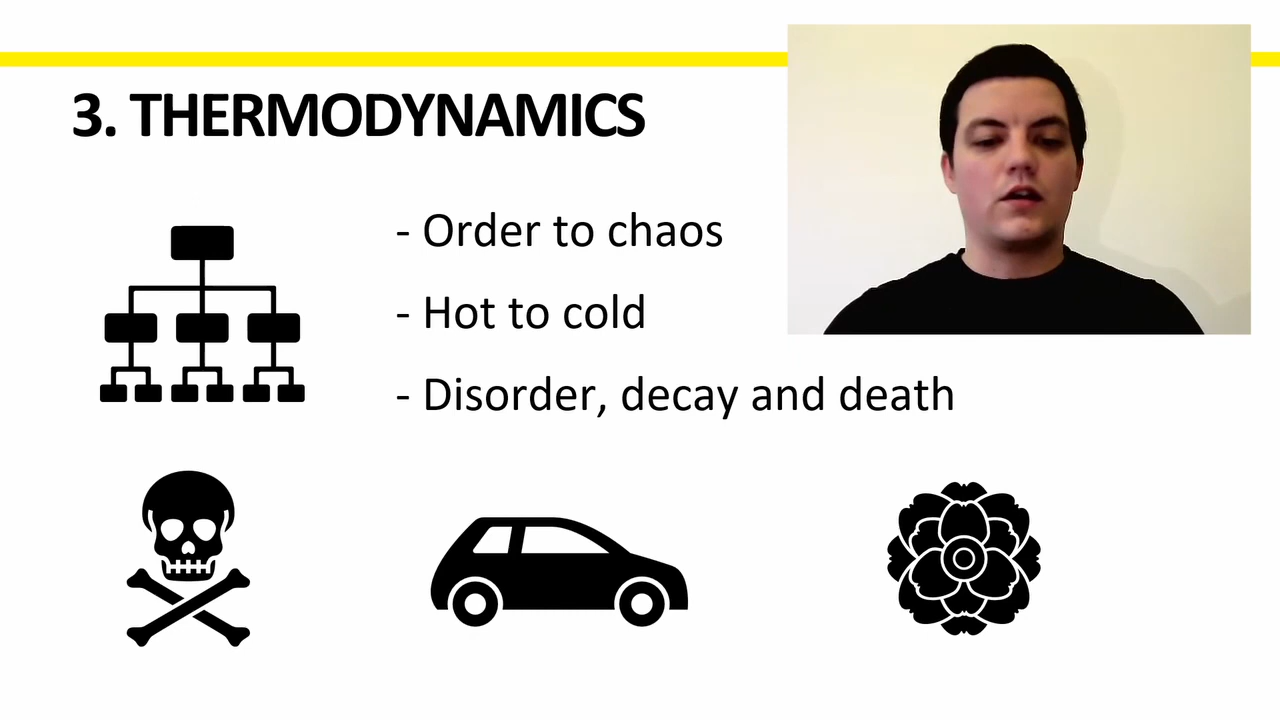 3. THERMODYNAMICS
- Order to chaos
- Hot to cold
- Disorder, decay and death